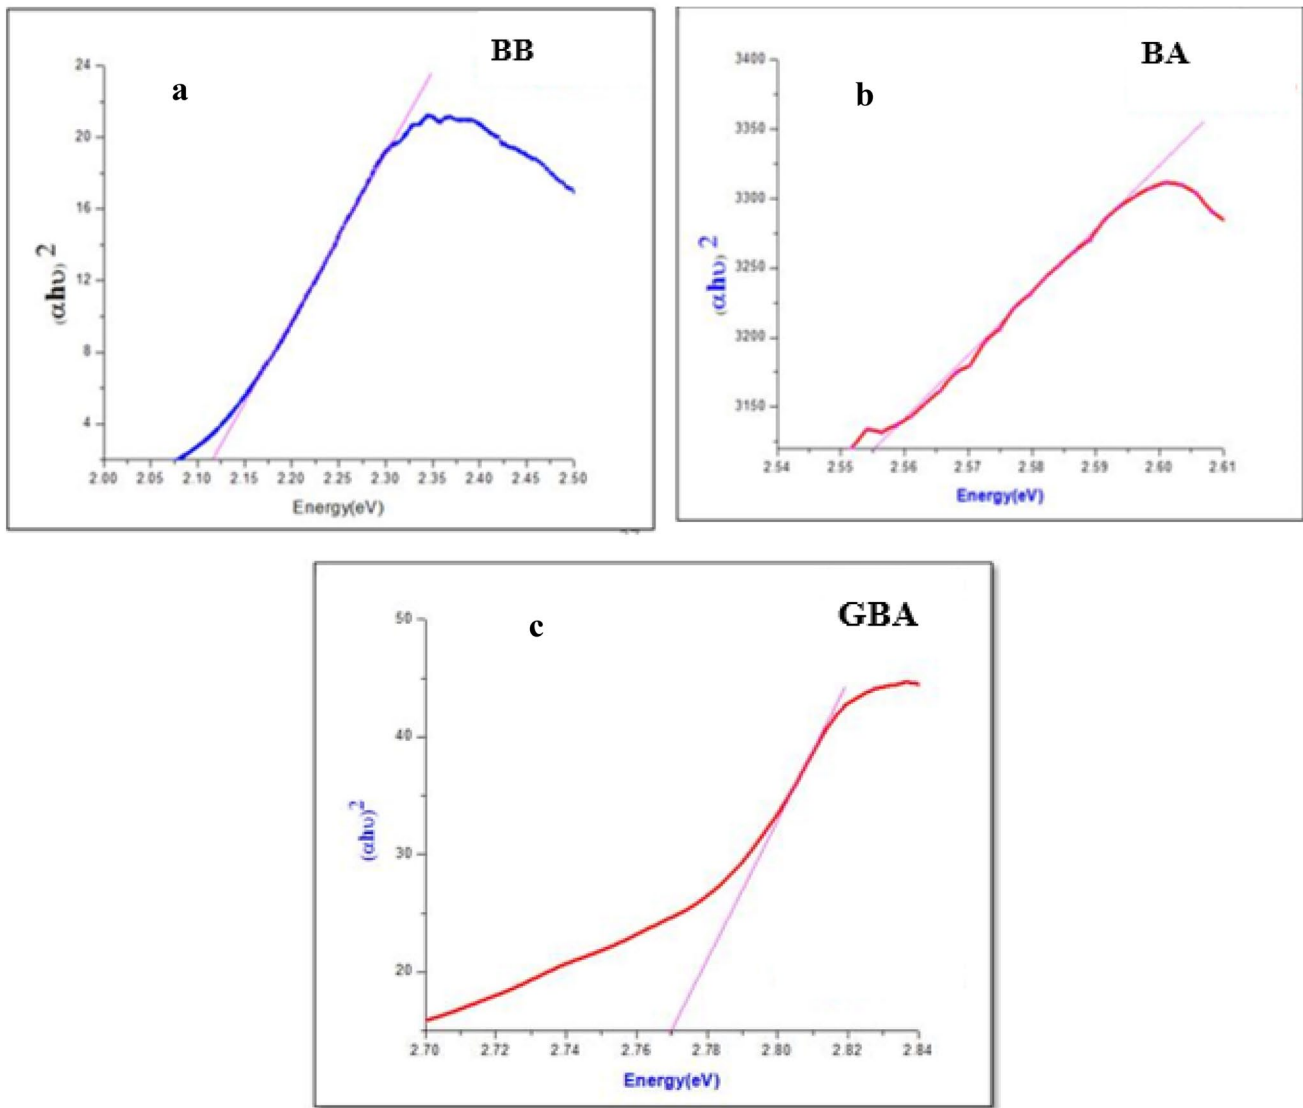 BB
a
24
20
16
12
8
4
(αhυ) 2
2.00 2.05 2.10 2.15 2.20 2.25 2.30 2.35 2.40 2.45 2.50
Energy(eV)
BA
b
3400
3350
3300
3250
3200
3150
(αhυ) 2
2.54 2.55 2.56 2.57 2.58 2.59 2.60 2.61
Energy(eV)
GBA
c
50
40
30
20
(αhυ)2
2.70 2.72 2.74 2.76 2.78 2.80 2.82 2.84
Energy(eV)